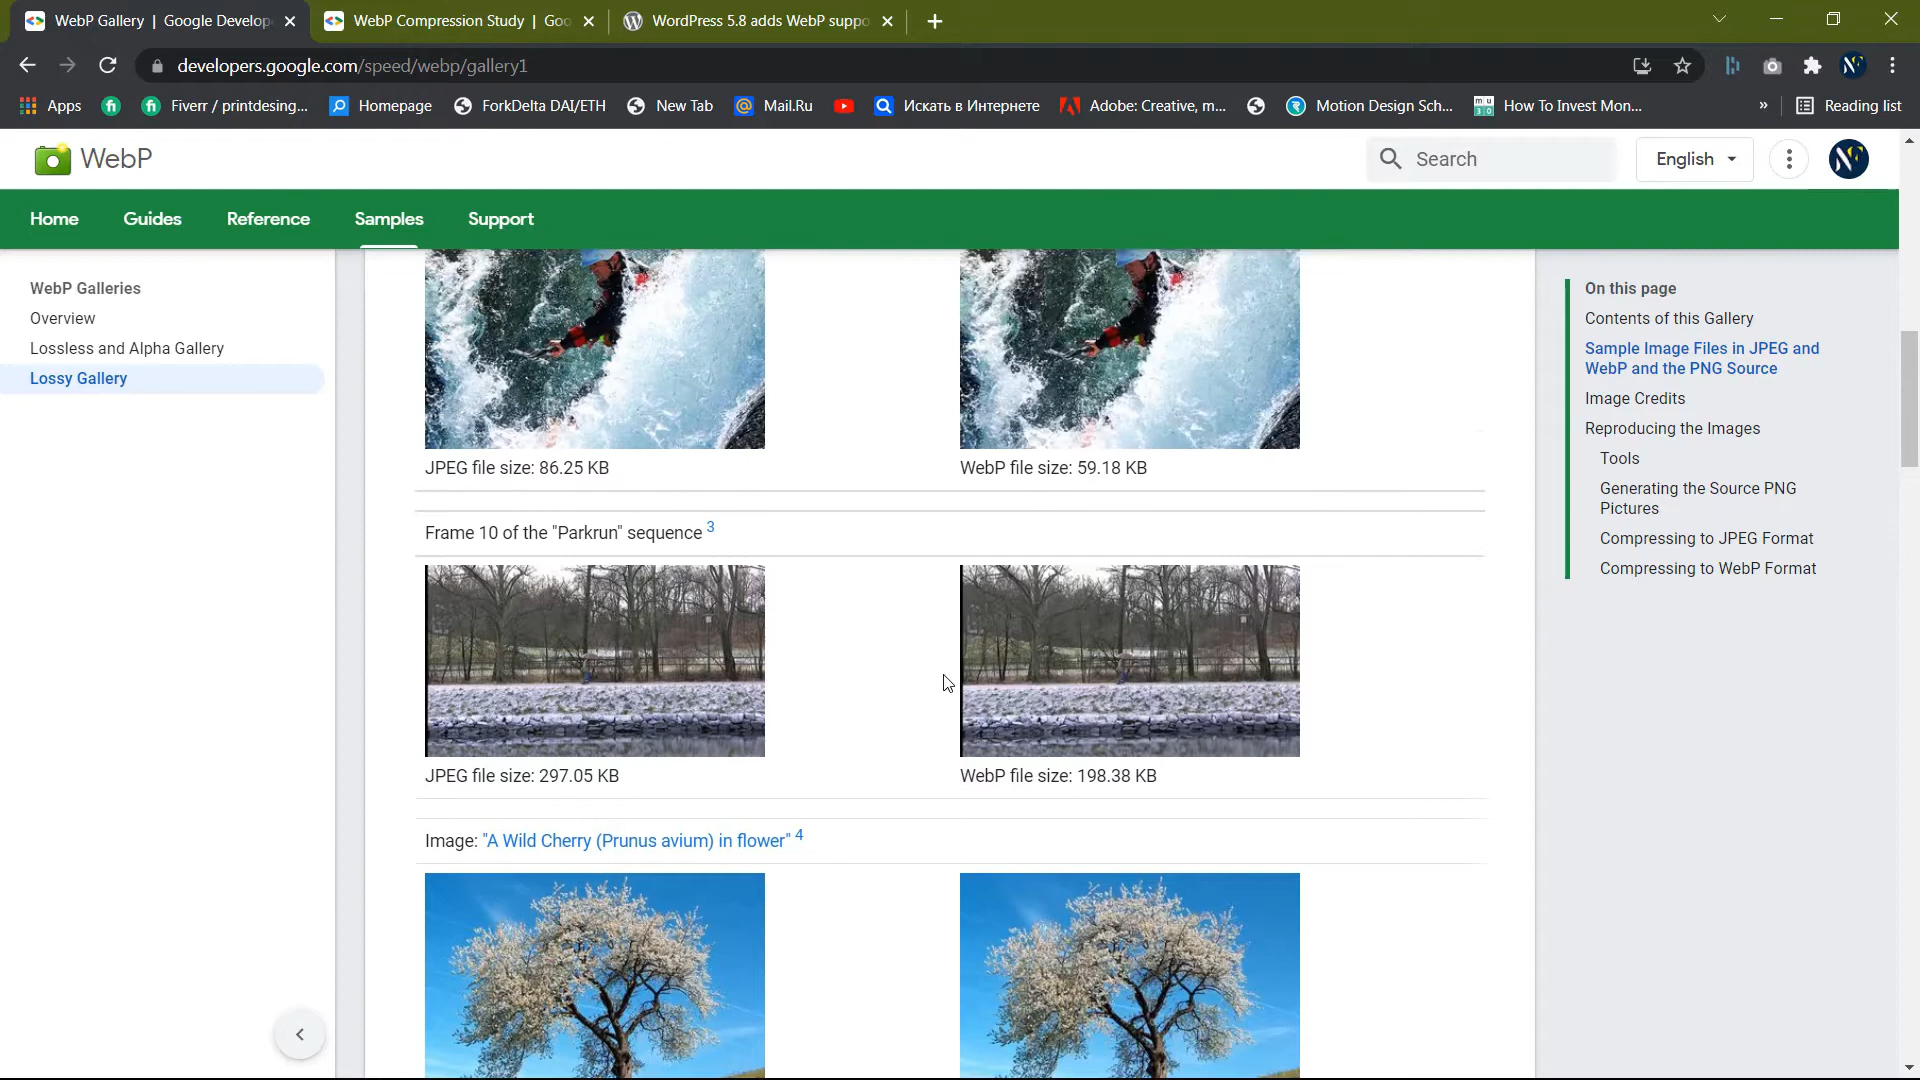 WebP Gallery | Google Develop
WebP Compression Study | Goo
WordPress 5.8 adds WebP suppo
developers.google.com/speed/webp/gallery1
Apps
Fiverr / printdesing...
Homepage
ForkDelta DAI/ETH
New Tab
Mail.Ru
Искать в Интернете
Adobe: Creative, m...
Motion Design Sch...
How To Invest Mon...
»
Reading list
WebP
Search
English
Home
Guides
Reference
Samples
Support
WebP Galleries
Overview
Lossless and Alpha Gallery
Lossy Gallery
JPEG file size: 86.25 KB
WebP file size: 59.18 KB
Frame 10 of the "Parkrun" sequence 3
JPEG file size: 297.05 KB
WebP file size: 198.38 KB
Image: "A Wild Cherry (Prunus avium) in flower" 4
On this page
Contents of this Gallery
Sample Image Files in JPEG and
WebP and the PNG Source
Image Credits
Reproducing the Images
Tools
Generating the Source PNG
Pictures
Compressing to JPEG Format
Compressing to WebP Format